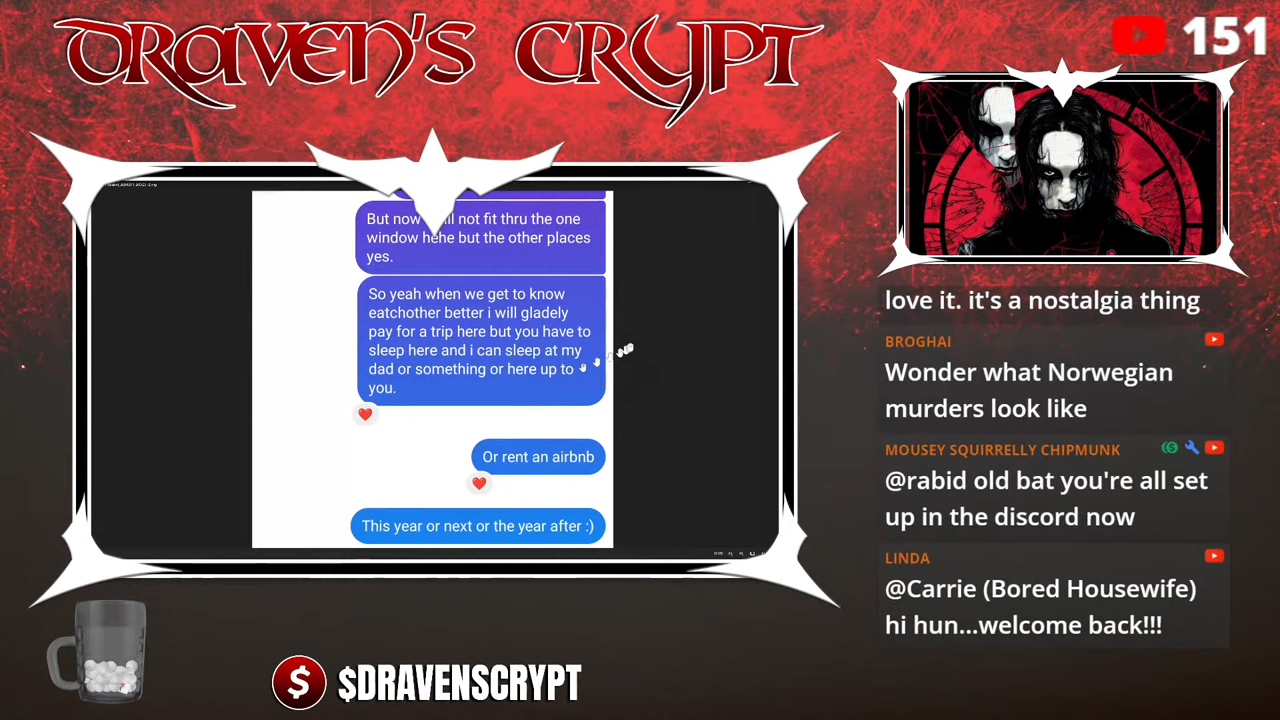 DRAVEN'S CRYPT
151
But now not fit thru the one
window hehe but the other places
yes.
So yeah when we get to know
eatchother better i will gladely
pay for a trip here but you have to
sleep here and i can sleep at my
dad or something or here up to
you.
Or rent an airbnb
This year or next or the year after :)
love it. it's a nostalgia thing
BROGHAI
Wonder what Norwegian
murders look like
MOUSEY SQUIRRELLY CHIPMUNK
@rabid old bat you're all set
up in the discord now
LINDA
@Carrie (Bored Housewife)
hi hun...welcome back!!!
$ $DRAVENSCRYPT